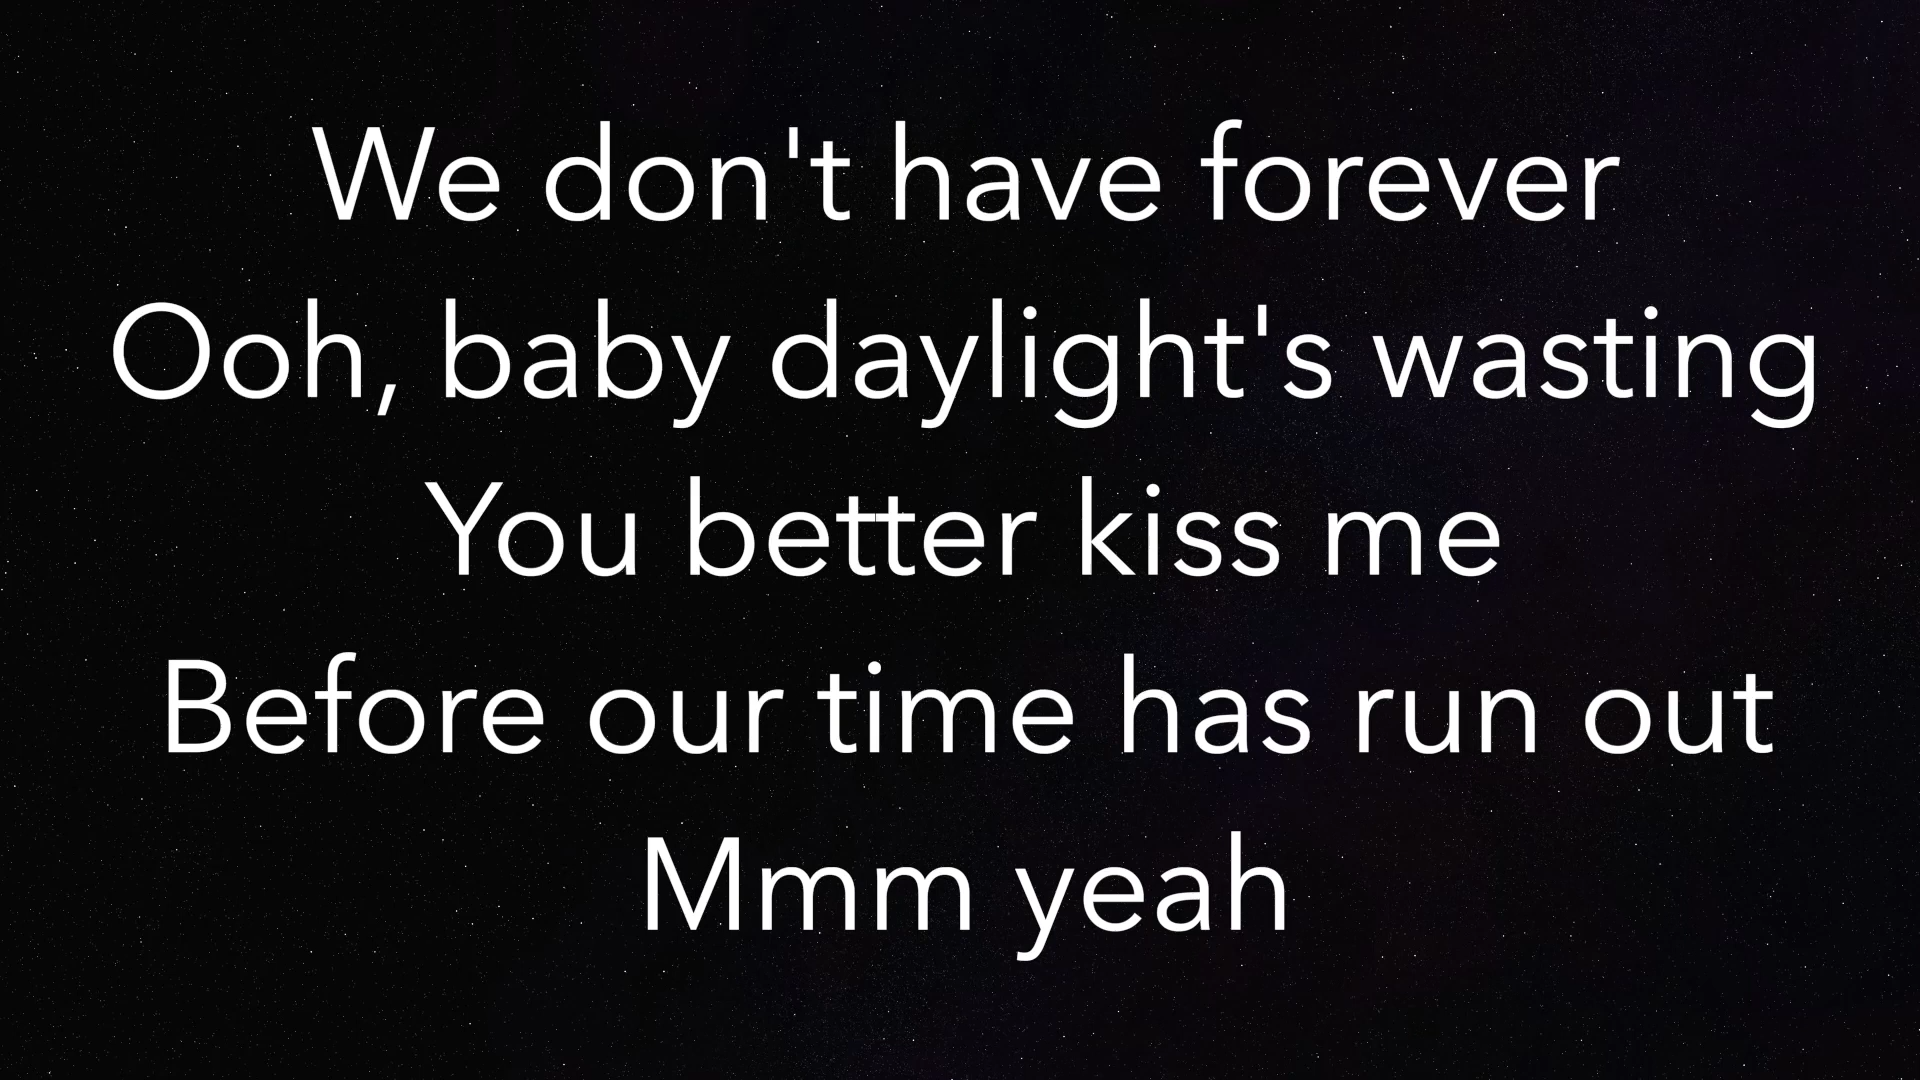 We don't have forever
Ooh, baby daylight's wasting
You better kiss me
Before our time has run out
Mmm yeah